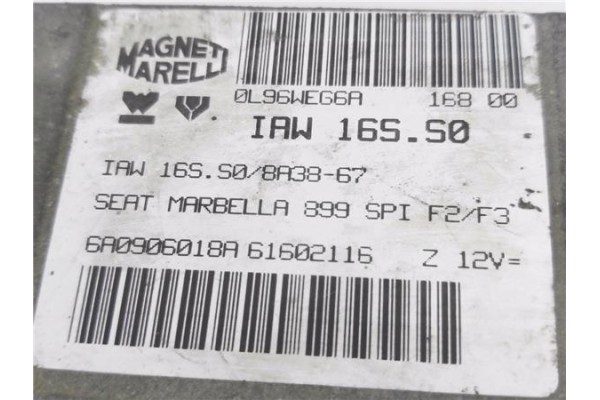 MAGNETI
MARELLI
0L96WEG6A 168 00
IAW 16S.S0
IAW 16S.S0/8A38-67
SEAT MARBELLA 899 SPI F2/F3
6A0906018A 61602116 Z 12V=